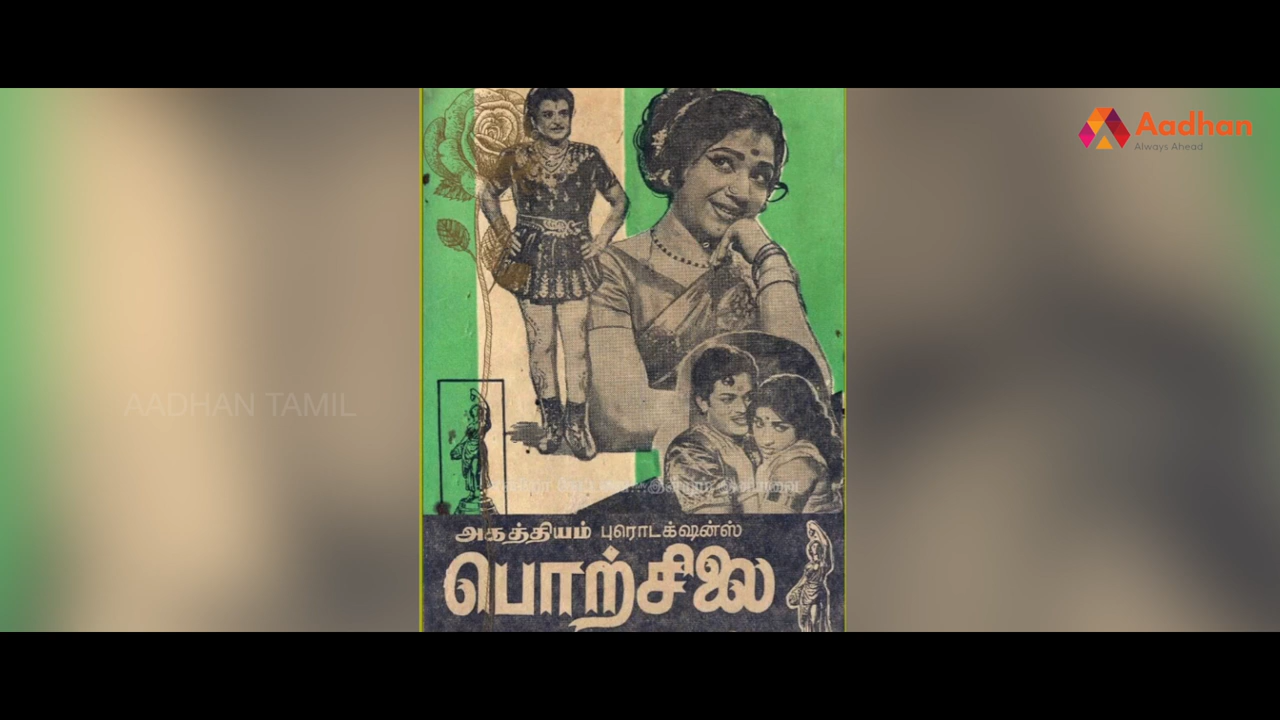 Aadhan
Always Ahead
AADHAN TAMIL
அகத்தியம் புரொடக்ஷன்ஸ்
பொற்சிலை